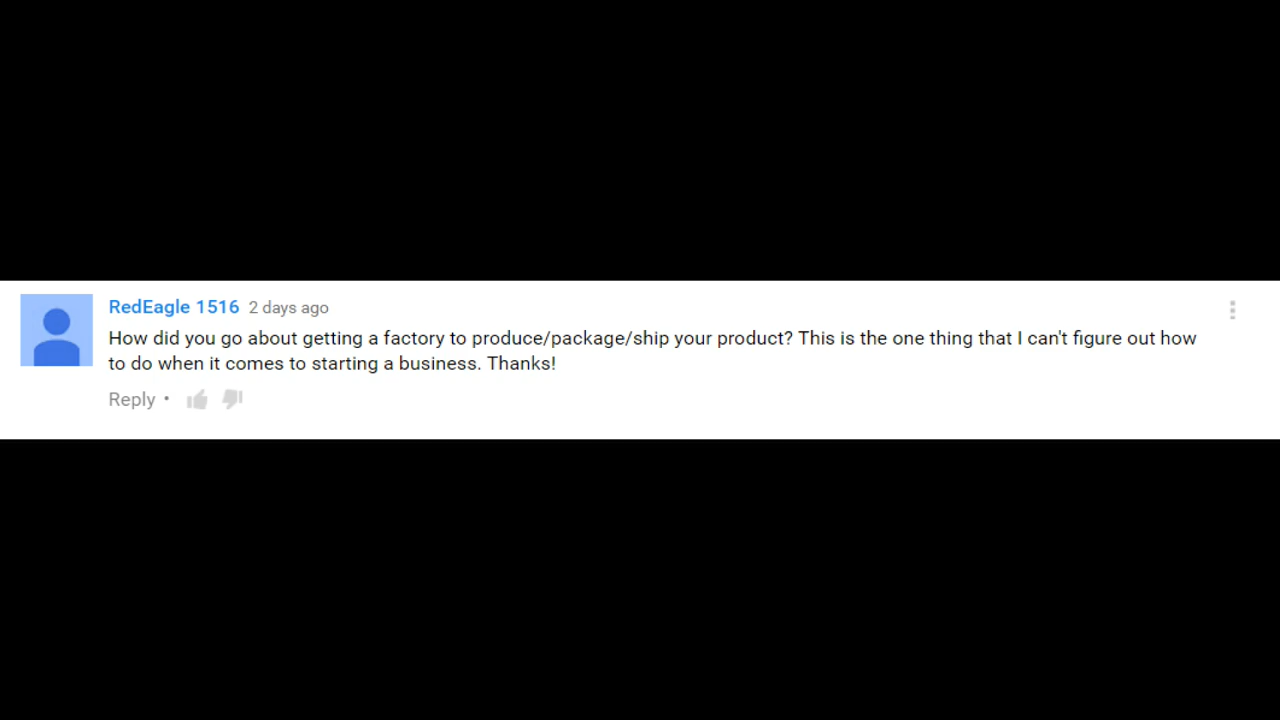 RedEagle 1516 2 days ago
How did you go about getting a factory to produce/package/ship your product? This is the one thing that I can't figure out how
to do when it comes to starting a business. Thanks!
Reply •